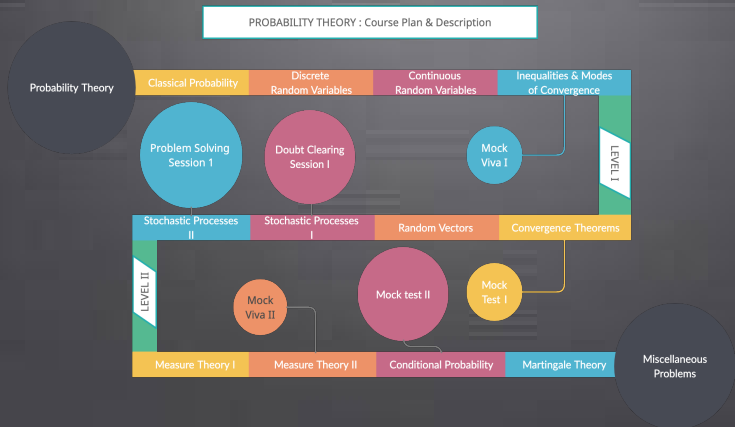 PROBABILITY THEORY : Course Plan & Description
Probability Theory
Classical Probability
Discrete
Random Variables
Continuous
Random Variables
Inequalities & Modes
of Convergence
Problem Solving
Session 1
Doubt Clearing
Session I
Mock
Viva I
LEVEL I
Stochastic Processes
II
Stochastic Processes
I
Random Vectors
Convergence Theorems
LEVEL II
Mock
Viva II
Mock test II
Mock
Test I
Measure Theory I
Measure Theory II
Conditional Probability
Martingale Theory
Miscellaneous
Problems